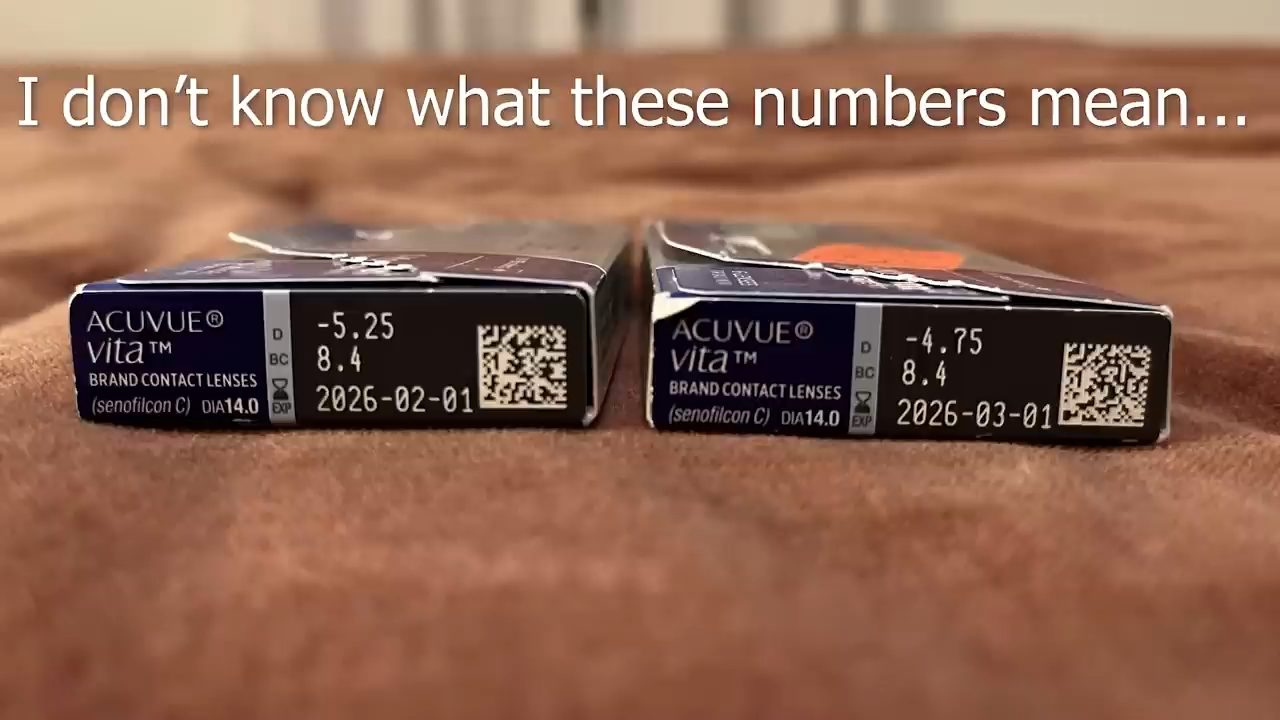 I don't know what these numbers mean...
ACUVUE®
vita™
BRAND CONTACT LENSES
(senofilcon C) DIA14.0
D -5.25
BC 8.4
EXP 2026-02-01
ACUVUE®
vita™
BRAND CONTACT LENSES
(senofilcon C) DIA14.0
D -4.75
BC 8.4
EXP 2026-03-01